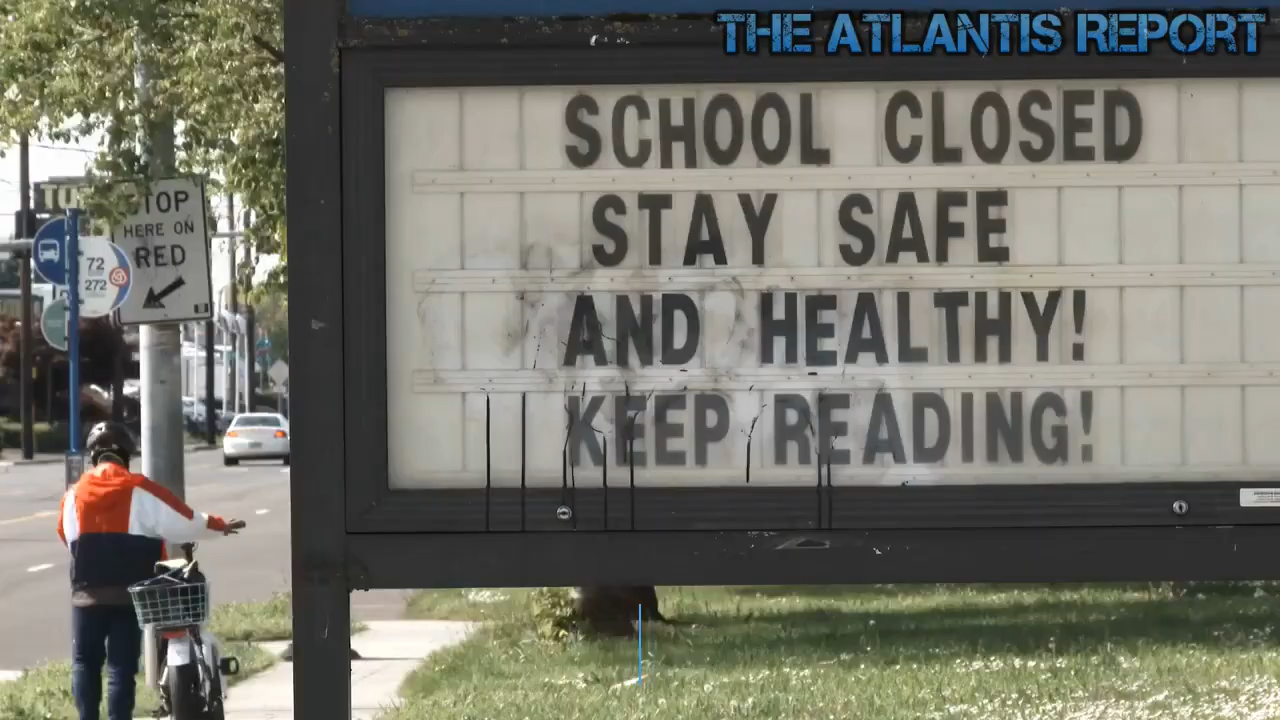 THE ATLANTIS REPORT
SCHOOL CLOSED
STAY SAFE
AND HEALTHY!
KEEP READING!
STOP
HERE ON
RED
72
272